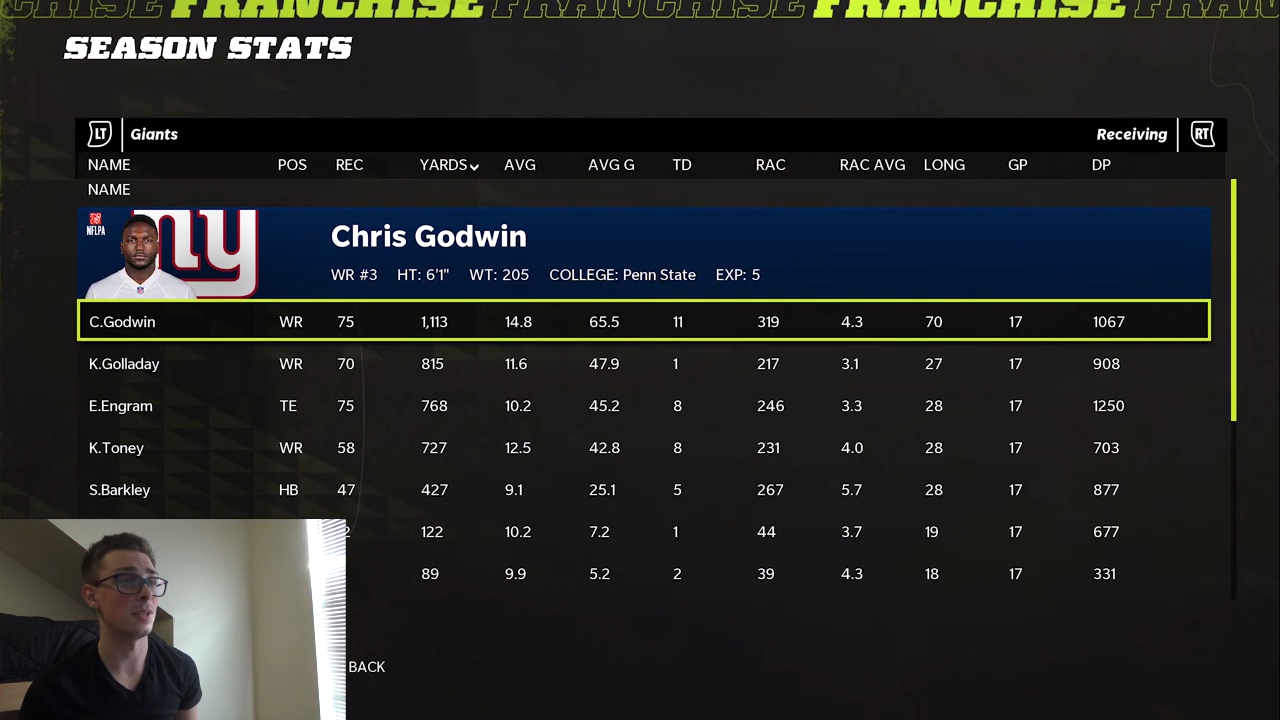 FRANCHISE FRANCHISE FRANCHISE FRANCHISE
SEASON STATS
LT Giants Receiving RT
NAME POS REC YARDS AVG AVG G TD RAC RAC AVG LONG GP DP
NAME
NFLPA
ny
Chris Godwin
WR #3 HT: 6'1" WT: 205 COLLEGE: Penn State EXP: 5
C.Godwin WR 75 1,113 14.8 65.5 11 319 4.3 70 17 1067
K.Golladay WR 70 815 11.6 47.9 1 217 3.1 27 17 908
E.Engram TE 75 768 10.2 45.2 8 246 3.3 28 17 1250
K.Toney WR 58 727 12.5 42.8 8 231 4.0 28 17 703
S.Barkley HB 47 427 9.1 25.1 5 267 5.7 28 17 877
122 10.2 7.2 1 44 3.7 19 17 677
89 9.9 5.2 2 39 4.3 18 17 331
BACK